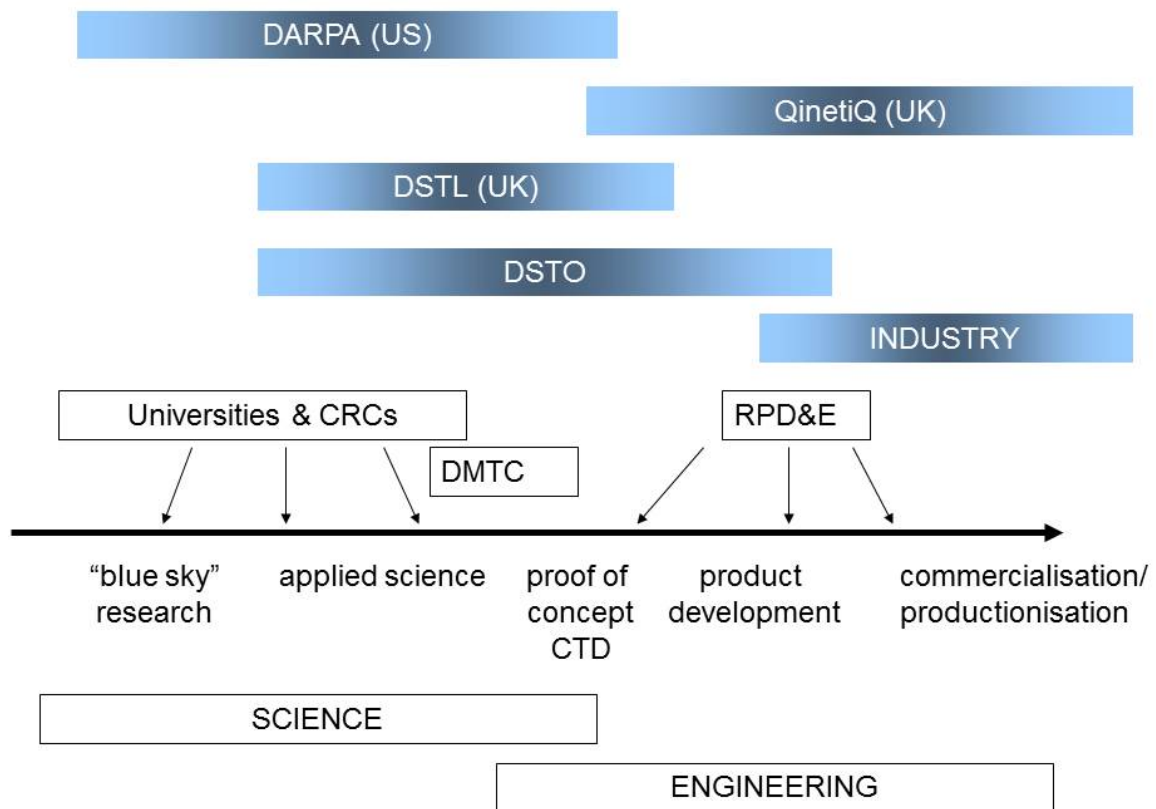 DARPA (US)
QinetiQ (UK)
DSTL (UK)
DSTO
INDUSTRY
Universities & CRCs
RPD&E
DMTC
“blue sky”
research
applied science
proof of
concept
CTD
product
development
commercialisation/
productionisation
SCIENCE
ENGINEERING